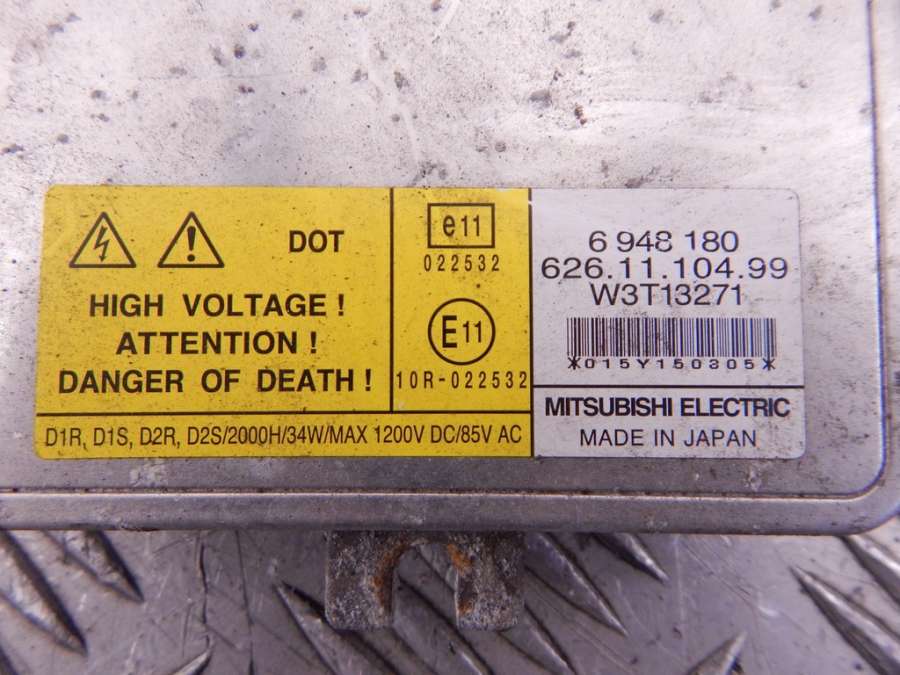 DOT
HIGH VOLTAGE !
ATTENTION !
DANGER OF DEATH !
e11
022532
E11
10R-022532
D1R, D1S, D2R, D2S/2000H/34W/MAX 1200V DC/85V AC
6 948 180
626.11.104.99
W3T13271
*015Y150305*
MITSUBISHI ELECTRIC
MADE IN JAPAN